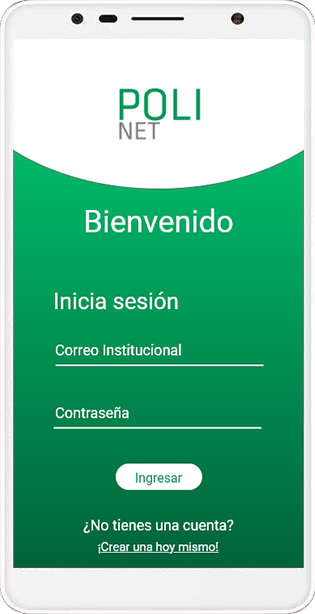 POLI
NET
Bienvenido
Inicia sesión
Correo Institucional
Contraseña
Ingresar
¿No tienes una cuenta?
¡Crear una hoy mismo!